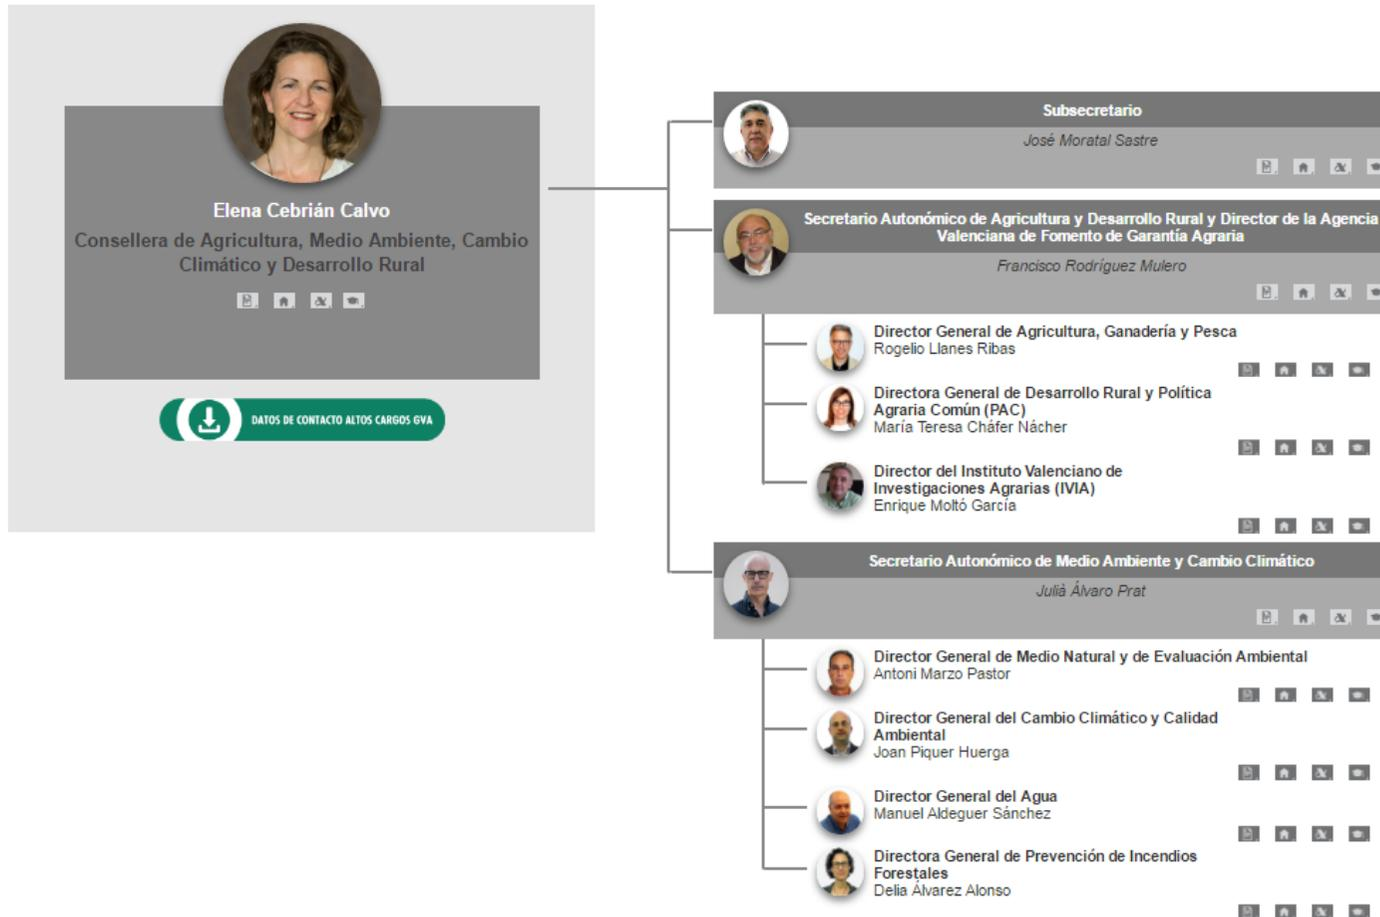 Elena Cebrián Calvo
Consellera de Agricultura, Medio Ambiente, Cambio
Climático y Desarrollo Rural
DATOS DE CONTACTO ALTOS CARGOS GVA
Subsecretario
José Moratal Sastre
Secretario Autonómico de Agricultura y Desarrollo Rural y Director de la Agencia
Valenciana de Fomento de Garantía Agraria
Francisco Rodríguez Mulero
Director General de Agricultura, Ganadería y Pesca
Rogelio Llanes Ribas
Directora General de Desarrollo Rural y Política
Agraria Común (PAC)
María Teresa Cháfer Nácher
Director del Instituto Valenciano de
Investigaciones Agrarias (IVIA)
Enrique Moltó García
Secretario Autonómico de Medio Ambiente y Cambio Climático
Julià Álvaro Prat
Director General de Medio Natural y de Evaluación Ambiental
Antoni Marzo Pastor
Director General del Cambio Climático y Calidad
Ambiental
Joan Piquer Huerga
Director General del Agua
Manuel Aldeguer Sánchez
Directora General de Prevención de Incendios
Forestales
Delia Álvarez Alonso